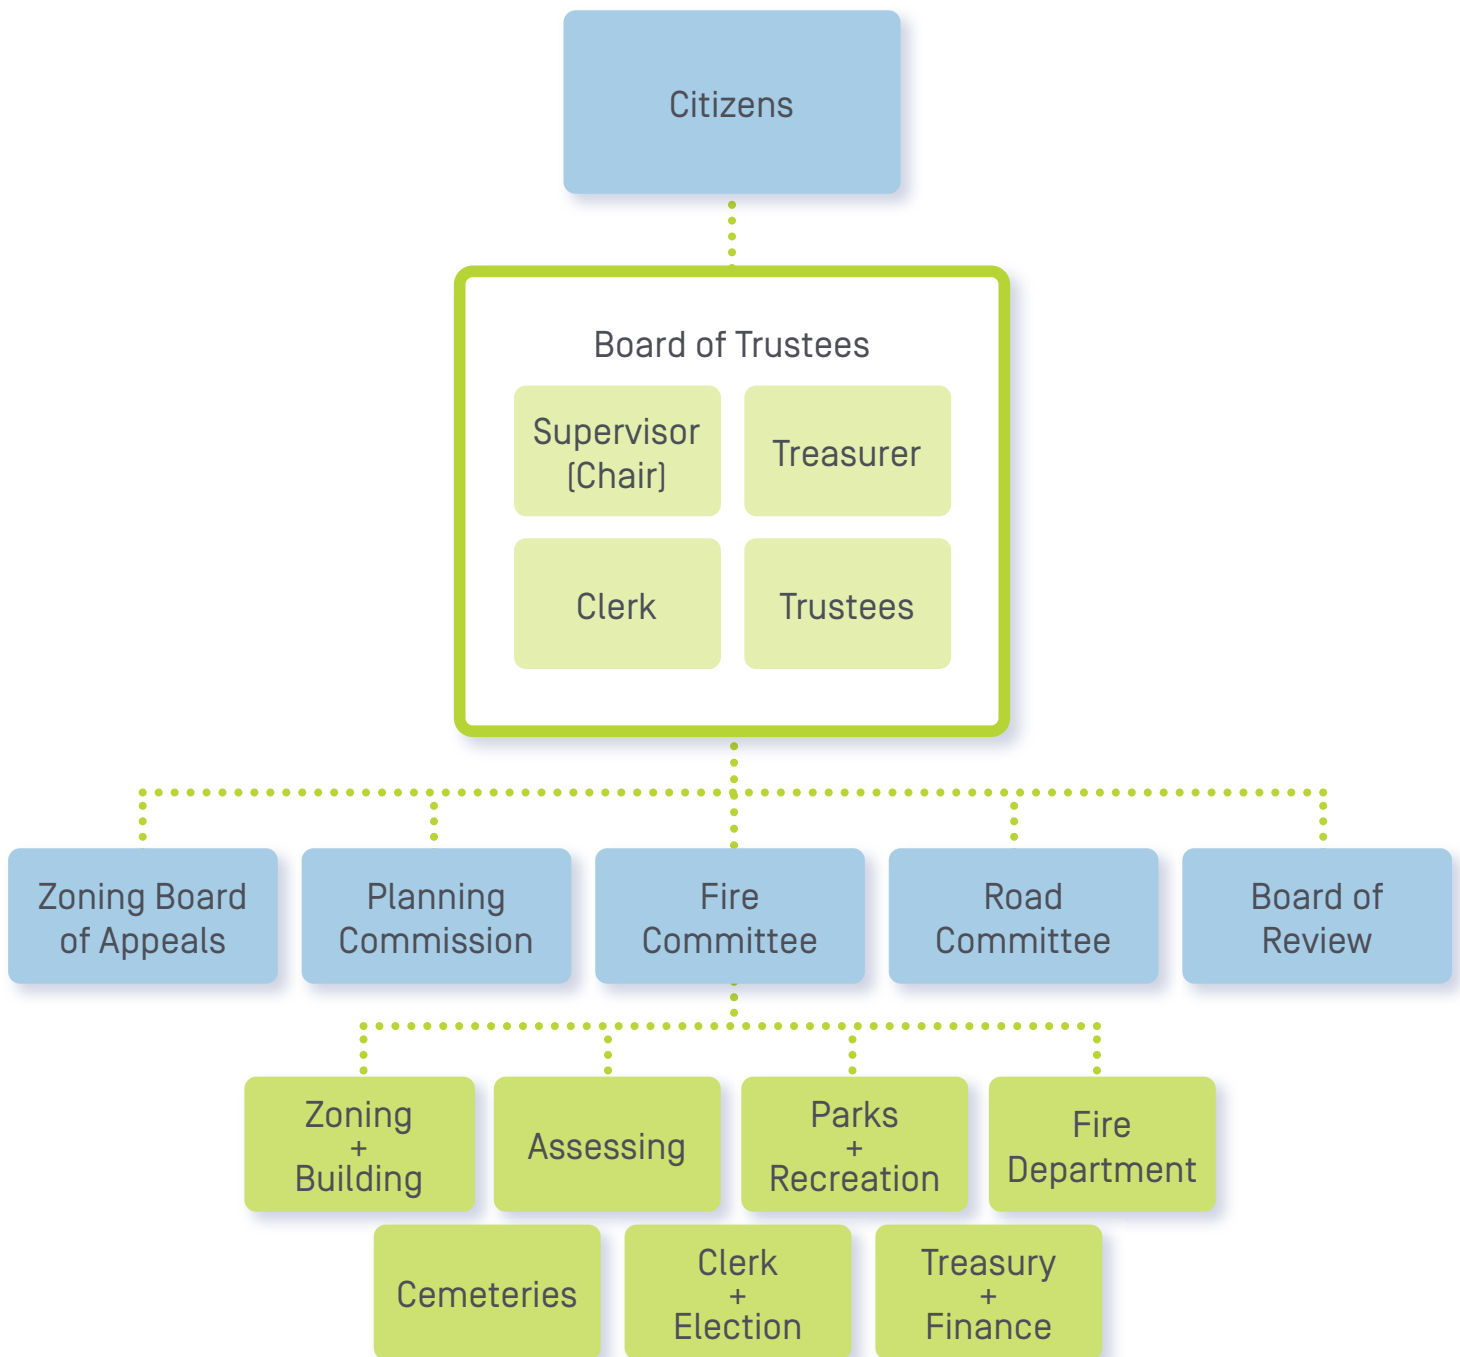 Citizens
Board of Trustees
Supervisor
(Chair)
Treasurer
Clerk
Trustees
Zoning Board
of Appeals
Planning
Commission
Fire
Committee
Road
Committee
Board of
Review
Zoning
+
Building
Assessing
Parks
+
Recreation
Fire
Department
Cemeteries
Clerk
+
Election
Treasury
+
Finance